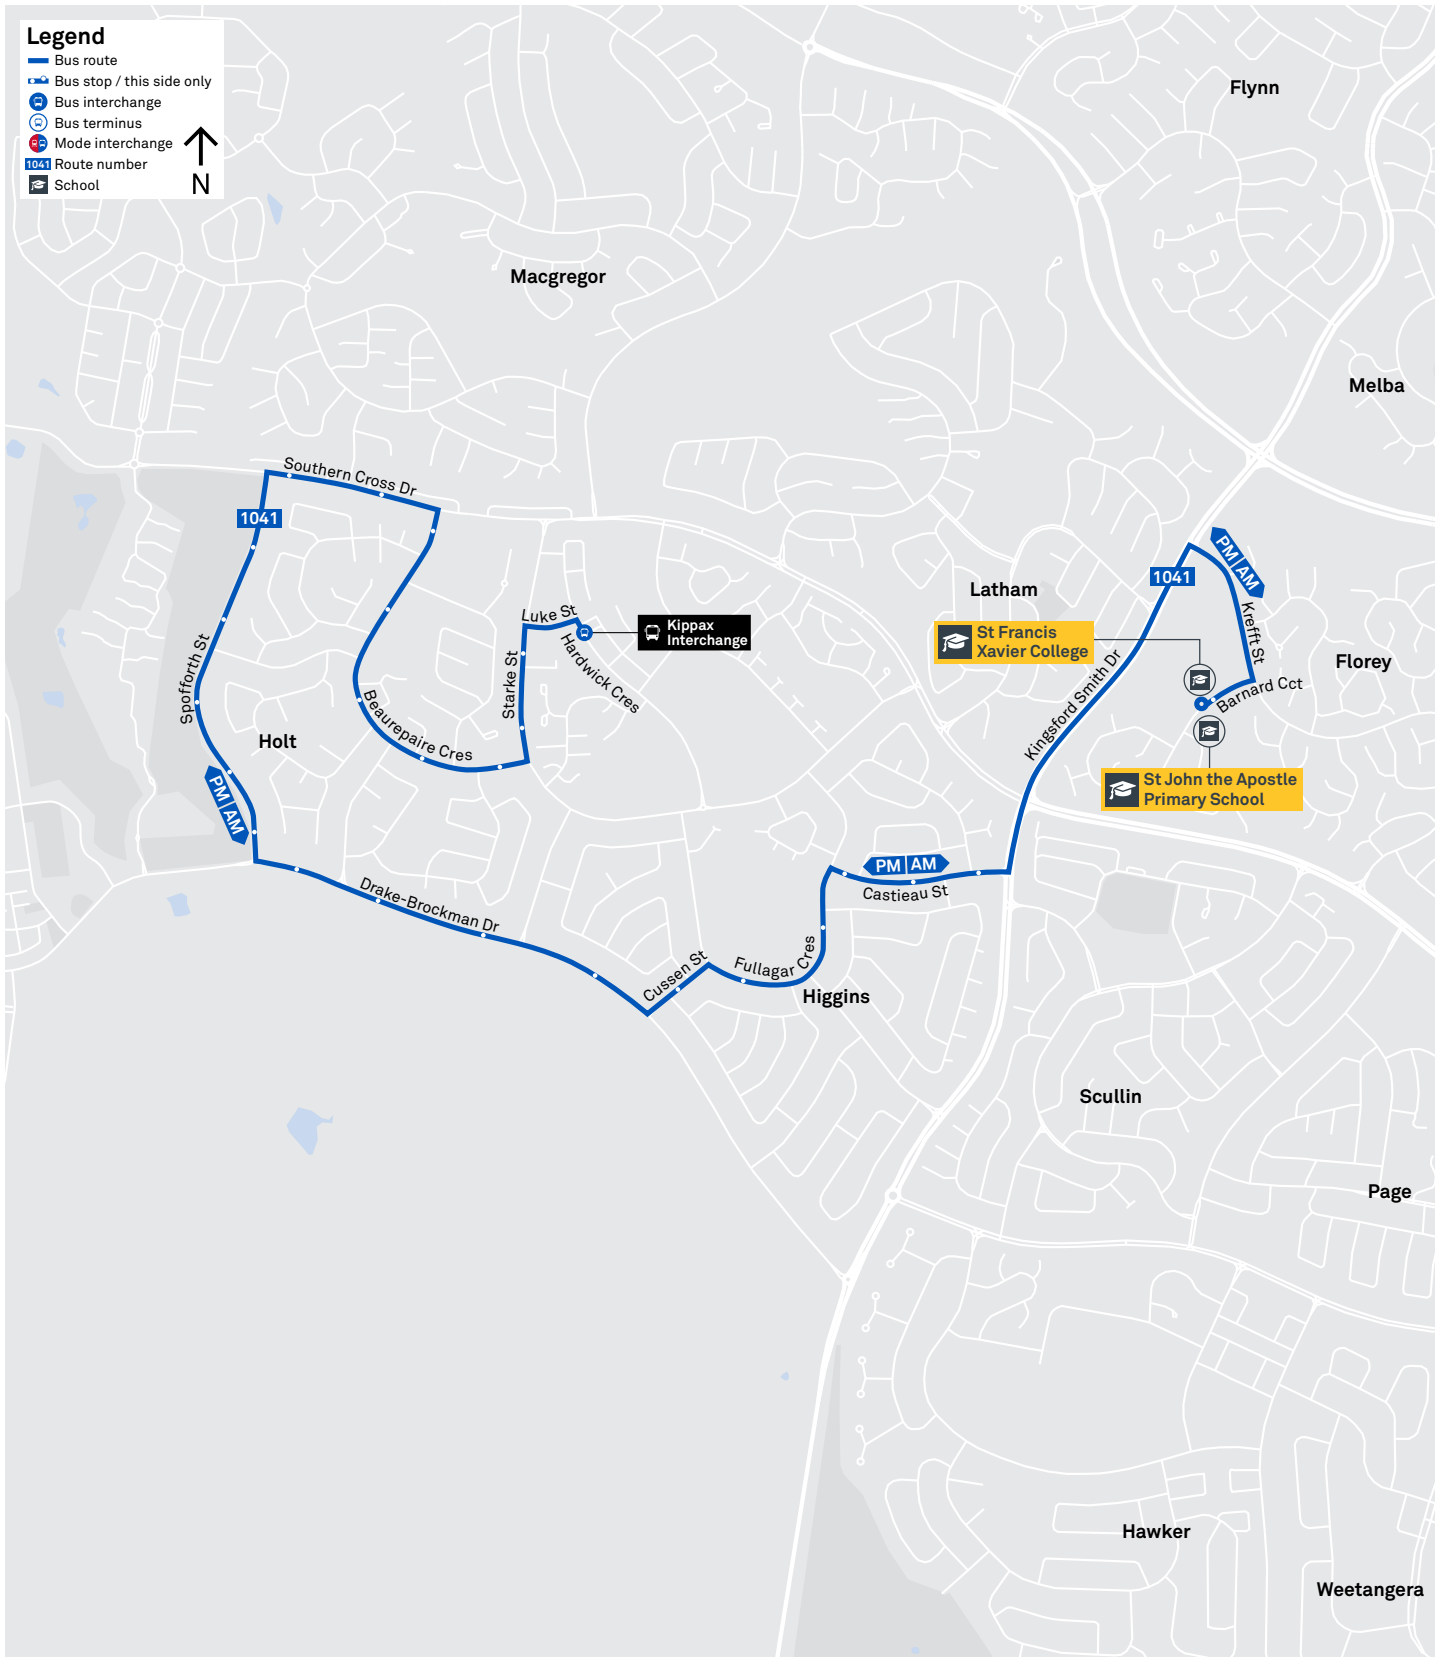 Legend
Bus route
Bus stop / this side only
Bus interchange
Bus terminus
Mode interchange
1041 Route number
School
N
Flynn
Macgregor
Melba
Southern Cross Dr
1041
PM AM
1041
Latham
Luke St
Kippax
Interchange
St Francis
Xavier College
Krefft St
Florey
Spofforth St
Hardwick Cres
Starke St
Kingsford Smith Dr
Barnard Cct
Beaurepaire Cres
Holt
St John the Apostle
Primary School
PM AM
PM AM
Castieau St
Drake-Brockman Dr
Cussen St
Fullagar Cres
Higgins
Scullin
Page
Hawker
Weetangera